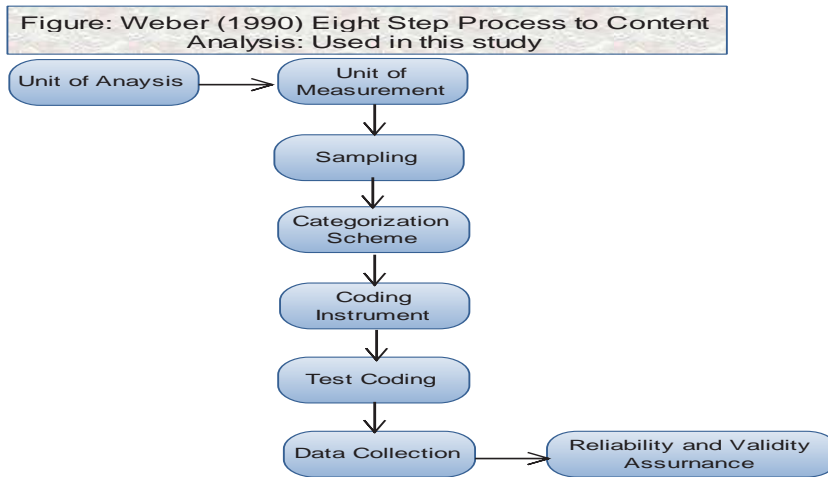 Figure: Weber (1990) Eight Step Process to Content
Analysis: Used in this study
Unit of Anaysis
Unit of
Measurement
Sampling
Categorization
Scheme
Coding
Instrument
Test Coding
Data Collection
Reliability and Validity
Assurnance